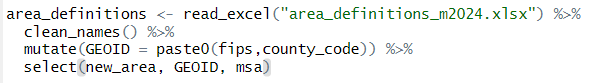 area_definitions <- read_excel("area_definitions_m2024.xlsx") %>%
clean_names() %>%
mutate(GEOID = paste0(fips,county_code)) %>%
select(new_area, GEOID, msa)